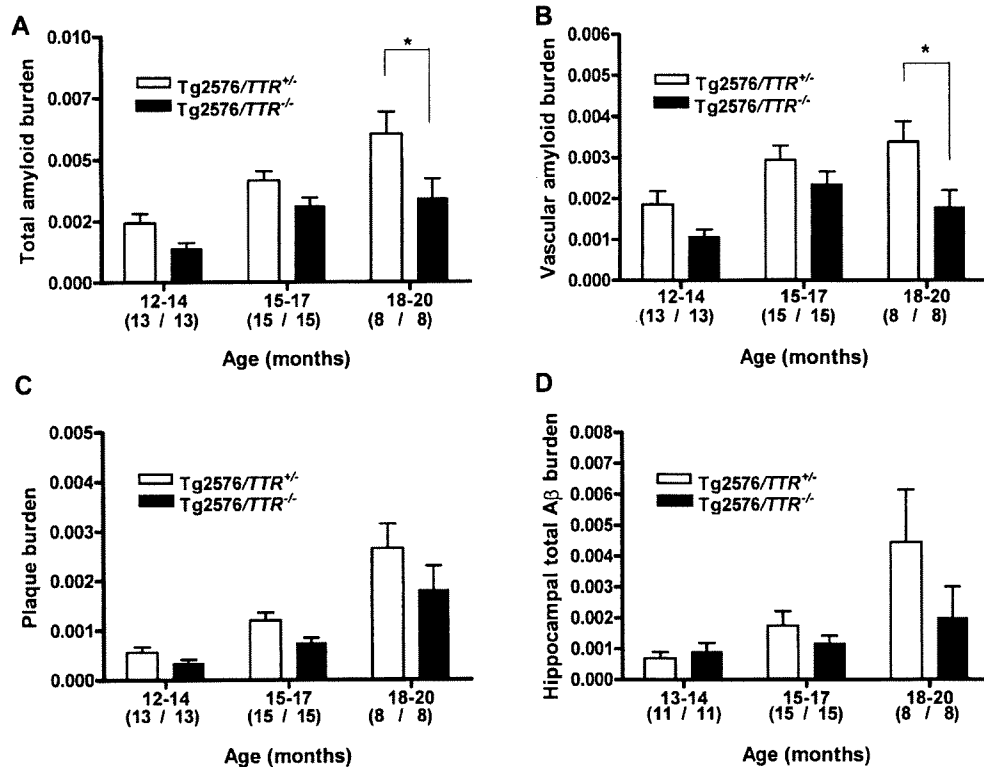 A
Total amyloid burden
0.010
0.007
0.005
0.002
0.000
Tg2576/TTR+/-
Tg2576/TTR-/-
*
12-14
(13 / 13)
15-17
(15 / 15)
18-20
(8 / 8)
Age (months)
B
Vascular amyloid burden
0.006
0.005
0.004
0.003
0.002
0.001
0.000
Tg2576/TTR+/-
Tg2576/TTR-/-
*
12-14
(13 / 13)
15-17
(15 / 15)
18-20
(8 / 8)
Age (months)
C
Plaque burden
0.005
0.004
0.003
0.002
0.001
0.000
Tg2576/TTR+/-
Tg2576/TTR-/-
12-14
(13 / 13)
15-17
(15 / 15)
18-20
(8 / 8)
Age (months)
D
Hippocampal total Aβ burden
0.008
0.007
0.006
0.005
0.004
0.003
0.002
0.001
0.000
Tg2576/TTR+/-
Tg2576/TTR-/-
13-14
(11 / 11)
15-17
(15 / 15)
18-20
(8 / 8)
Age (months)